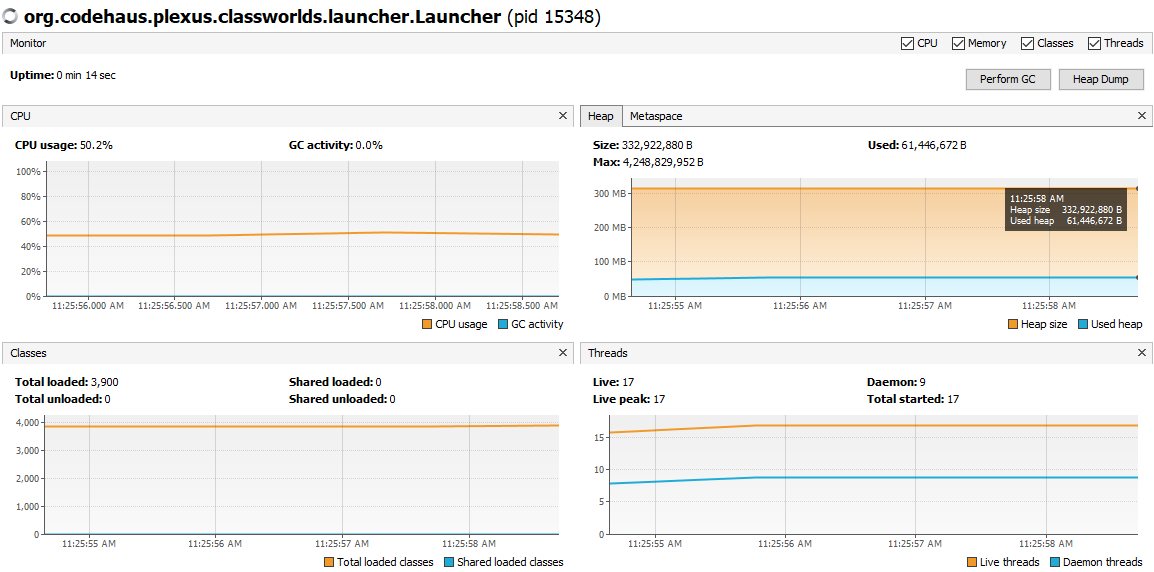 org.codehaus.plexus.classworlds.launcher.Launcher (pid 15348)
Monitor
CPU Memory Classes Threads
Uptime: 0 min 14 sec
Perform GC Heap Dump
CPU
CPU usage: 50.2% GC activity: 0.0%
100%
80%
60%
40%
20%
0%
11:25:56.000 AM 11:25:56.500 AM 11:25:57.000 AM 11:25:57.500 AM 11:25:58.000 AM 11:25:58.500 AM
CPU usage GC activity
Heap Metaspace
Size: 332,922,880 B Used: 61,446,672 B
Max: 4,248,829,952 B
300 MB
200 MB
100 MB
0 MB
11:25:58 AM
Heap size 332,922,880 B
Used heap 61,446,672 B
11:25:55 AM 11:25:56 AM 11:25:57 AM 11:25:58 AM
Heap size Used heap
Classes
Total loaded: 3,900 Shared loaded: 0
Total unloaded: 0 Shared unloaded: 0
4,000
3,000
2,000
1,000
0
11:25:55 AM 11:25:56 AM 11:25:57 AM 11:25:58 AM
Total loaded classes Shared loaded classes
Threads
Live: 17 Daemon: 9
Live peak: 17 Total started: 17
15
10
5
0
11:25:55 AM 11:25:56 AM 11:25:57 AM 11:25:58 AM
Live threads Daemon threads